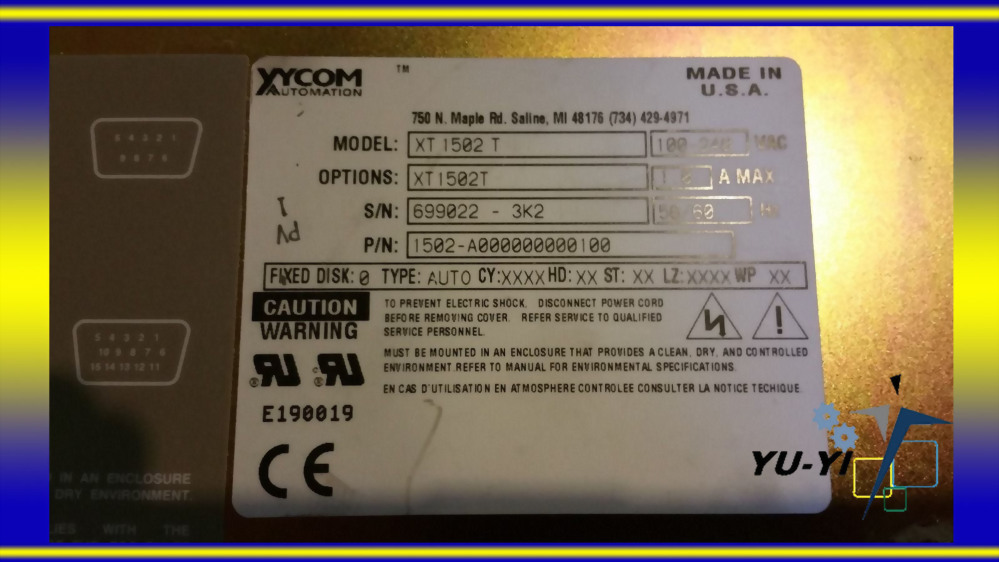 XYCOM ™
AUTOMATION
MADE IN
U.S.A.
750 N. Maple Rd. Saline, MI 48176 (734) 429-4971
MODEL: XT 1502 T 100-240 VAC
OPTIONS: XT1502T 1.0 A MAX
S/N: 699022 - 3K2 50/60 Hz
P/N: 1502-A000000000100
FIXED DISK: 0 TYPE: AUTO CY:XXXX HD: XX ST: XX LZ:XXXX WP XX
CAUTION
WARNING
TO PREVENT ELECTRIC SHOCK, DISCONNECT POWER CORD
BEFORE REMOVING COVER. REFER SERVICE TO QUALIFIED
SERVICE PERSONNEL.
MUST BE MOUNTED IN AN ENCLOSURE THAT PROVIDES A CLEAN, DRY, AND CONTROLLED
ENVIRONMENT. REFER TO MANUAL FOR ENVIRONMENTAL SPECIFICATIONS.
EN CAS D'UTILISATION EN ATMOSPHERE CONTROLEE CONSULTER LA NOTICE TECHIQUE.
E190019
CE
5 4 3 2 1
9 8 7 6
5 4 3 2 1
10 9 8 7 6
15 14 13 12 11
IN AN ENCLOSURE
DRY ENVIRONMENT.
WITH THE
YU-YI